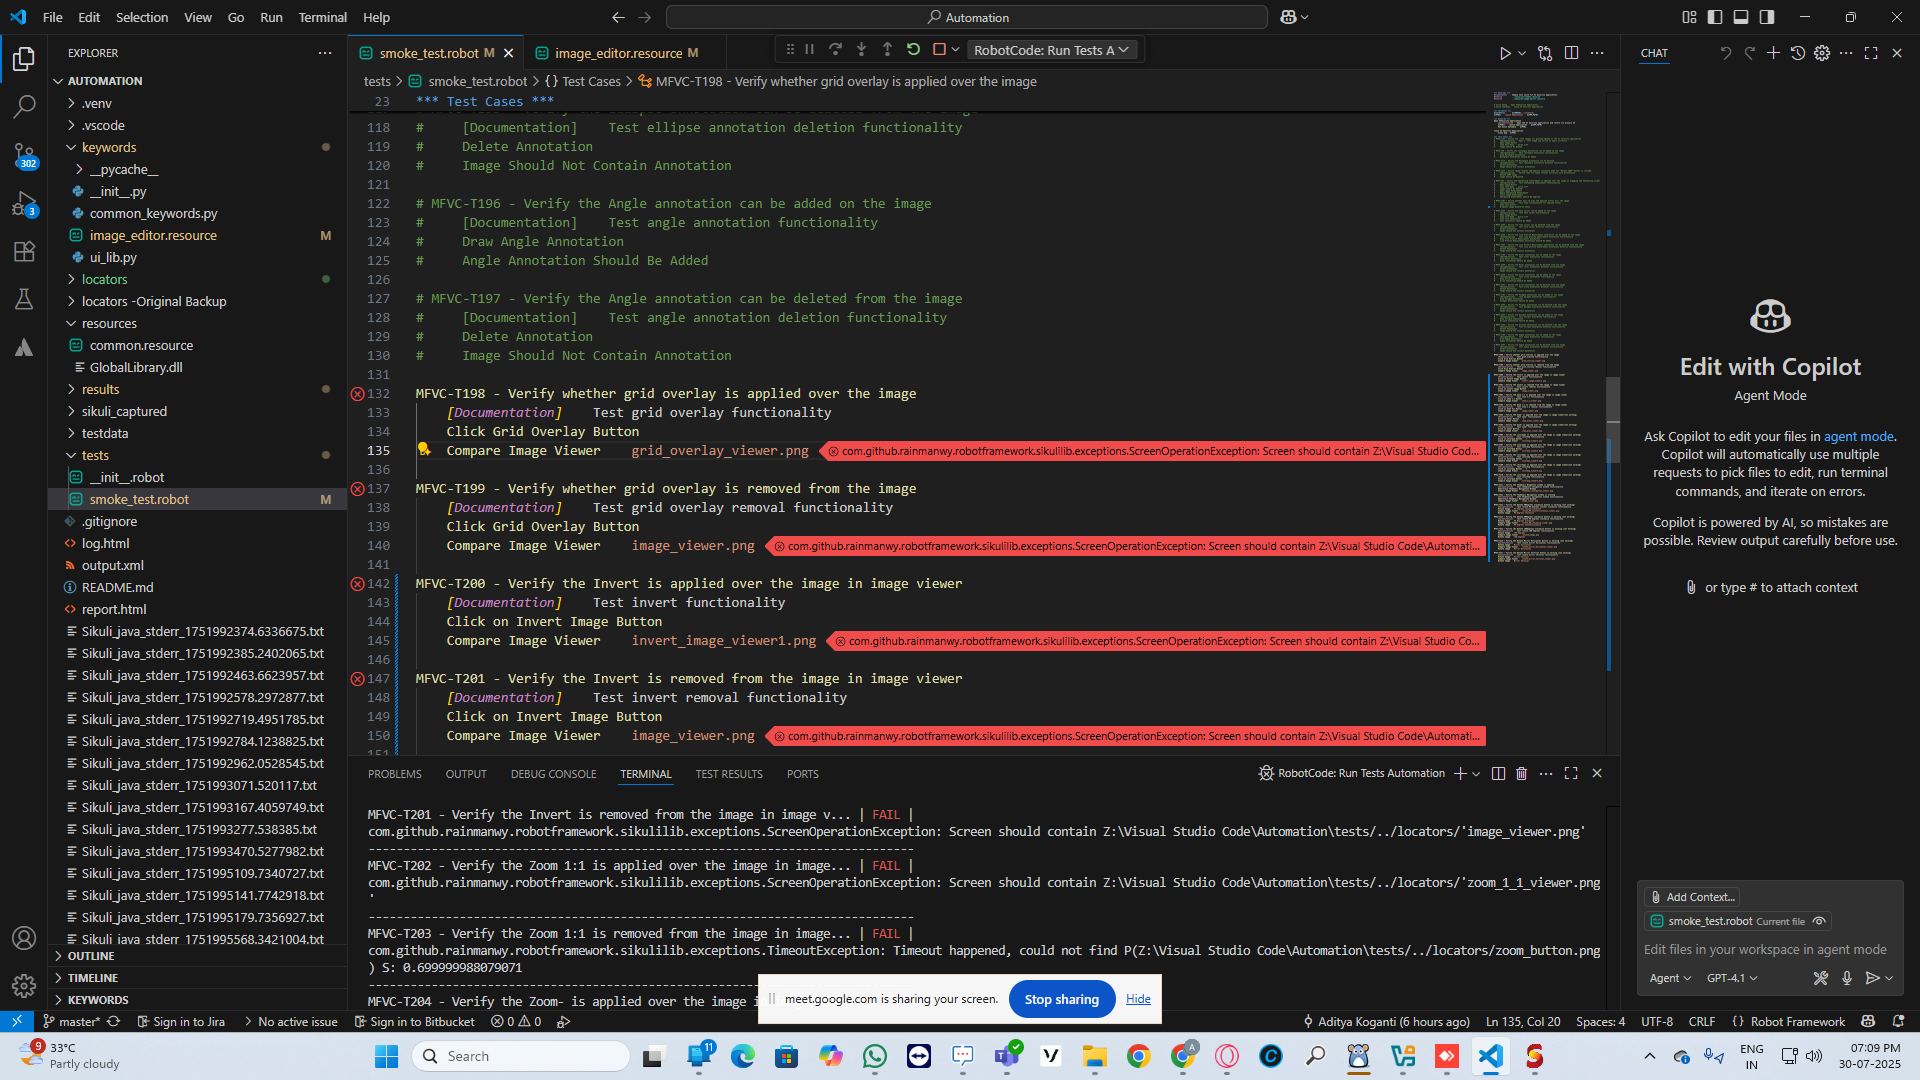 File Edit Selection View Go Run Terminal Help
Automation
EXPLORER
AUTOMATION
.venv
.vscode
keywords
__pycache__
__init__.py
common_keywords.py
image_editor.resource M
ui_lib.py
locators
locators -Original Backup
resources
common.resource
GlobalLibrary.dll
results
sikuli_captured
testdata
tests
__init__.robot
smoke_test.robot M
.gitignore
log.html
output.xml
README.md
report.html
Sikuli_java_stderr_1751992374.6336675.txt
Sikuli_java_stderr_1751992385.2402065.txt
Sikuli_java_stderr_1751992463.6623957.txt
Sikuli_java_stderr_1751992578.2972877.txt
Sikuli_java_stderr_1751992719.4951785.txt
Sikuli_java_stderr_1751992784.1238825.txt
Sikuli_java_stderr_1751992962.0528545.txt
Sikuli_java_stderr_1751993071.520117.txt
Sikuli_java_stderr_1751993167.4059749.txt
Sikuli_java_stderr_1751993277.538385.txt
Sikuli_java_stderr_1751993470.5277982.txt
Sikuli_java_stderr_1751995109.7340727.txt
Sikuli_java_stderr_1751995141.7742918.txt
Sikuli_java_stderr_1751995179.7356927.txt
Sikuli_java_stderr_1751995568.3421004.txt
OUTLINE
TIMELINE
KEYWORDS
302
3
smoke_test.robot M
image_editor.resource M
RobotCode: Run Tests A
tests > smoke_test.robot > {} Test Cases > MFVC-T198 - Verify whether grid overlay is applied over the image
23 *** Test Cases ***
118 # [Documentation] Test ellipse annotation deletion functionality
119 # Delete Annotation
120 # Image Should Not Contain Annotation
121
122 # MFVC-T196 - Verify the Angle annotation can be added on the image
123 # [Documentation] Test angle annotation functionality
124 # Draw Angle Annotation
125 # Angle Annotation Should Be Added
126
127 # MFVC-T197 - Verify the Angle annotation can be deleted from the image
128 # [Documentation] Test angle annotation deletion functionality
129 # Delete Annotation
130 # Image Should Not Contain Annotation
131
132 MFVC-T198 - Verify whether grid overlay is applied over the image
133 [Documentation] Test grid overlay functionality
134 Click Grid Overlay Button
135 Compare Image Viewer grid_overlay_viewer.png com.github.rainmanwy.robotframework.sikulilib.exceptions.ScreenOperationException: Screen should contain Z:\Visual Studio Cod...
136
137 MFVC-T199 - Verify whether grid overlay is removed from the image
138 [Documentation] Test grid overlay removal functionality
139 Click Grid Overlay Button
140 Compare Image Viewer image_viewer.png com.github.rainmanwy.robotframework.sikulilib.exceptions.ScreenOperationException: Screen should contain Z:\Visual Studio Code\Automati...
141
142 MFVC-T200 - Verify the Invert is applied over the image in image viewer
143 [Documentation] Test invert functionality
144 Click on Invert Image Button
145 Compare Image Viewer invert_image_viewer1.png com.github.rainmanwy.robotframework.sikulilib.exceptions.ScreenOperationException: Screen should contain Z:\Visual Studio Co...
146
147 MFVC-T201 - Verify the Invert is removed from the image in image viewer
148 [Documentation] Test invert removal functionality
149 Click on Invert Image Button
150 Compare Image Viewer image_viewer.png com.github.rainmanwy.robotframework.sikulilib.exceptions.ScreenOperationException: Screen should contain Z:\Visual Studio Code\Automati...
151
PROBLEMS OUTPUT DEBUG CONSOLE TERMINAL TEST RESULTS PORTS
RobotCode: Run Tests Automation
MFVC-T201 - Verify the Invert is removed from the image in image v... | FAIL |
com.github.rainmanwy.robotframework.sikulilib.exceptions.ScreenOperationException: Screen should contain Z:\Visual Studio Code\Automation\tests/../locators/'image_viewer.png'
------------------------------------------------------------------------------
MFVC-T202 - Verify the Zoom 1:1 is applied over the image in image... | FAIL |
com.github.rainmanwy.robotframework.sikulilib.exceptions.ScreenOperationException: Screen should contain Z:\Visual Studio Code\Automation\tests/../locators/'zoom_1_1_viewer.png
'
------------------------------------------------------------------------------
MFVC-T203 - Verify the Zoom 1:1 is removed from the image in image... | FAIL |
com.github.rainmanwy.robotframework.sikulilib.exceptions.TimeoutException: Timeout happened, could not find P(Z:\Visual Studio Code\Automation\tests/../locators/zoom_button.png
) S: 0.699999988079071
MFVC-T204 - Verify the Zoom- is applied over the image i
meet.google.com is sharing your screen. Stop sharing Hide
CHAT
Edit with Copilot
Agent Mode
Ask Copilot to edit your files in agent mode.
Copilot will automatically use multiple
requests to pick files to edit, run terminal
commands, and iterate on errors.
Copilot is powered by AI, so mistakes are
possible. Review output carefully before use.
or type # to attach context
Add Context...
smoke_test.robot Current file
Edit files in your workspace in agent mode
Agent GPT-4.1
master* Sign in to Jira No active issue Sign in to Bitbucket 0 0
Aditya Koganti (6 hours ago) Ln 135, Col 20 Spaces: 4 UTF-8 CRLF {} Robot Framework
9
33°C
Partly cloudy
Search
11
A
ENG
IN
07:09 PM
30-07-2025